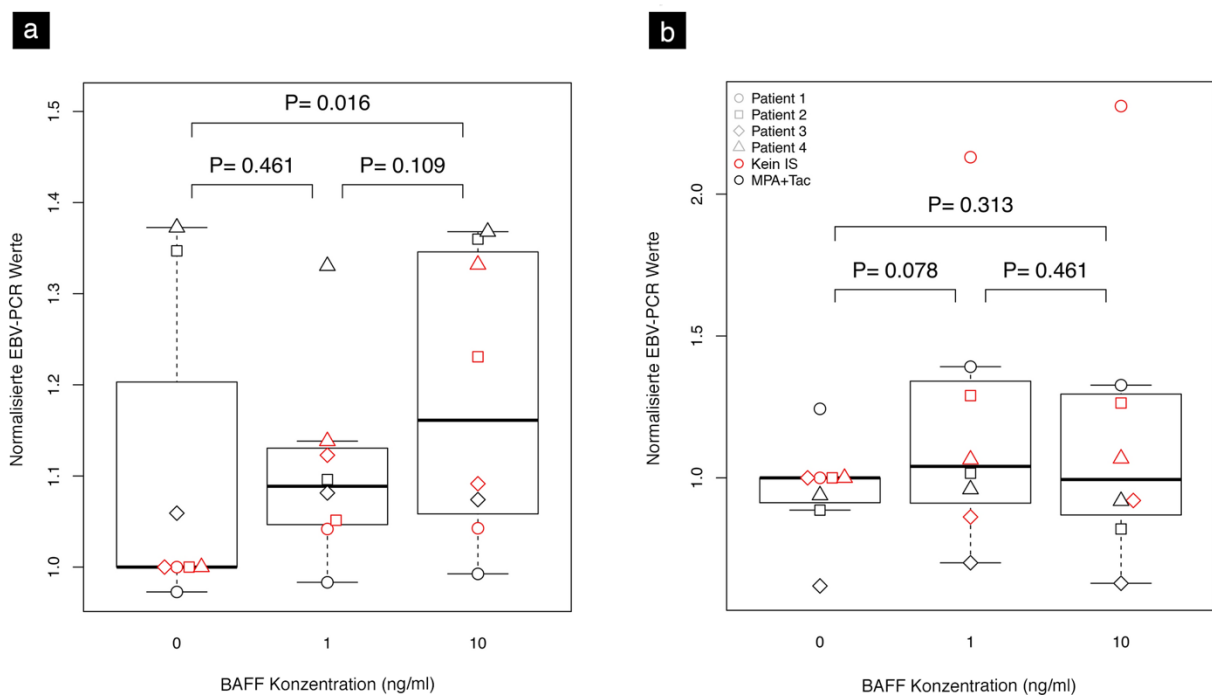 a
Normalisierte EBV-PCR Werte
1.5
1.4
1.3
1.2
1.1
1.0
P= 0.016
P= 0.461
P= 0.109
0
1
10
BAFF Konzentration (ng/ml)
b
Normalisierte EBV-PCR Werte
2.0
1.5
1.0
Patient 1
Patient 2
Patient 3
Patient 4
Kein IS
MPA+Tac
P= 0.313
P= 0.078
P= 0.461
0
1
10
BAFF Konzentration (ng/ml)